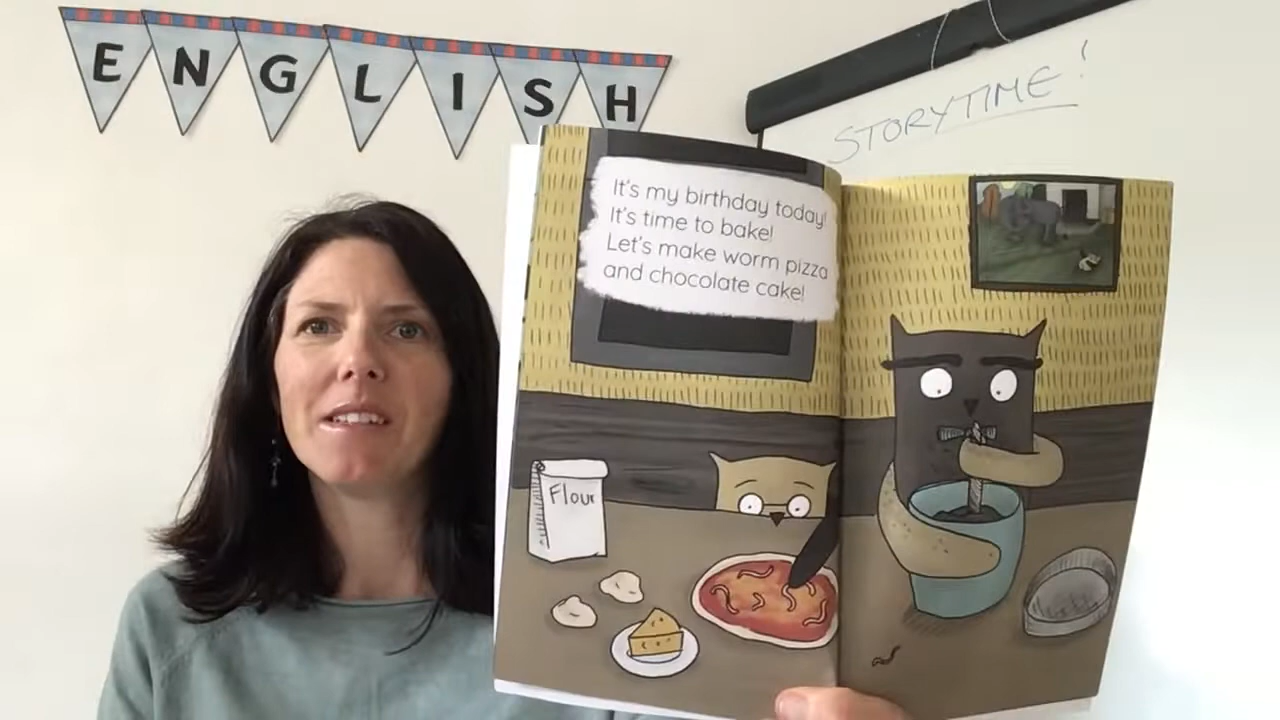 ENGLISH
STORYTIME!
It's my birthday today!
It's time to bake!
Let's make worm pizza
and chocolate cake!
Flour